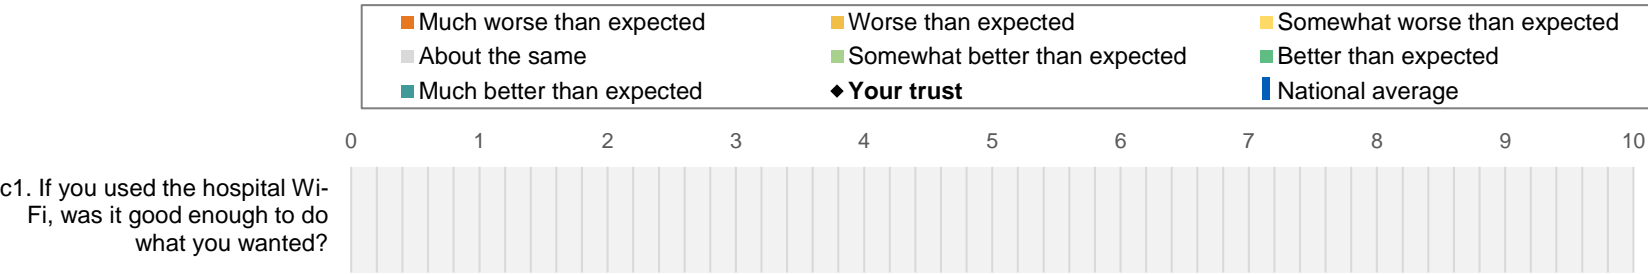 Much worse than expected Worse than expected Somewhat worse than expected
About the same Somewhat better than expected Better than expected
Much better than expected Your trust National average
0 1 2 3 4 5 6 7 8 9 10
c1. If you used the hospital Wi-
Fi, was it good enough to do
what you wanted?